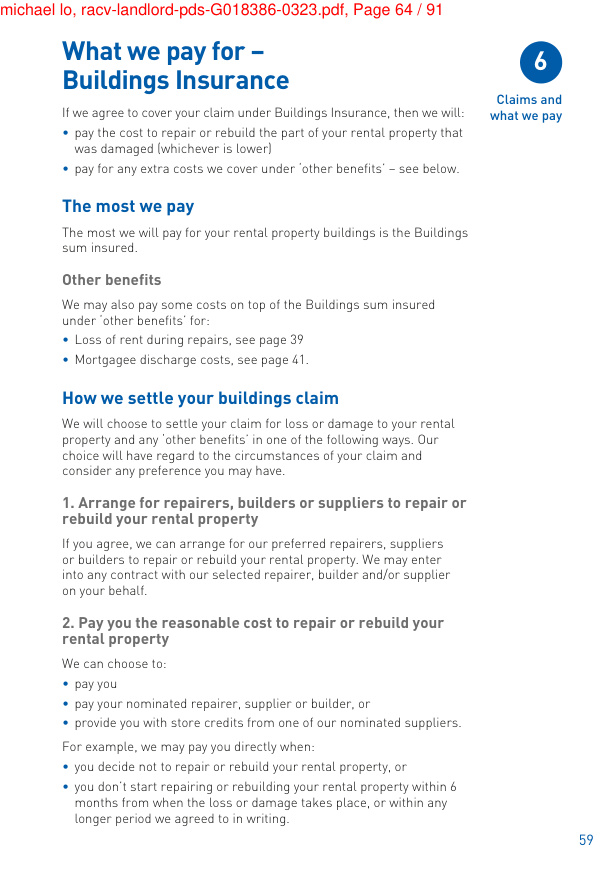 michael lo, racv-landlord-pds-G018386-0323.pdf, Page 64 / 91
What we pay for –
Buildings Insurance
6
Claims and
what we pay
If we agree to cover your claim under Buildings Insurance, then we will:
• pay the cost to repair or rebuild the part of your rental property that
was damaged (whichever is lower)
• pay for any extra costs we cover under ‘other benefits’ – see below.
The most we pay
The most we will pay for your rental property buildings is the Buildings
sum insured.
Other benefits
We may also pay some costs on top of the Buildings sum insured
under ‘other benefits’ for:
• Loss of rent during repairs, see page 39
• Mortgagee discharge costs, see page 41.
How we settle your buildings claim
We will choose to settle your claim for loss or damage to your rental
property and any ‘other benefits’ in one of the following ways. Our
choice will have regard to the circumstances of your claim and
consider any preference you may have.
1. Arrange for repairers, builders or suppliers to repair or
rebuild your rental property
If you agree, we can arrange for our preferred repairers, suppliers
or builders to repair or rebuild your rental property. We may enter
into any contract with our selected repairer, builder and/or supplier
on your behalf.
2. Pay you the reasonable cost to repair or rebuild your
rental property
We can choose to:
• pay you
• pay your nominated repairer, supplier or builder, or
• provide you with store credits from one of our nominated suppliers.
For example, we may pay you directly when:
• you decide not to repair or rebuild your rental property, or
• you don’t start repairing or rebuilding your rental property within 6
months from when the loss or damage takes place, or within any
longer period we agreed to in writing.
59